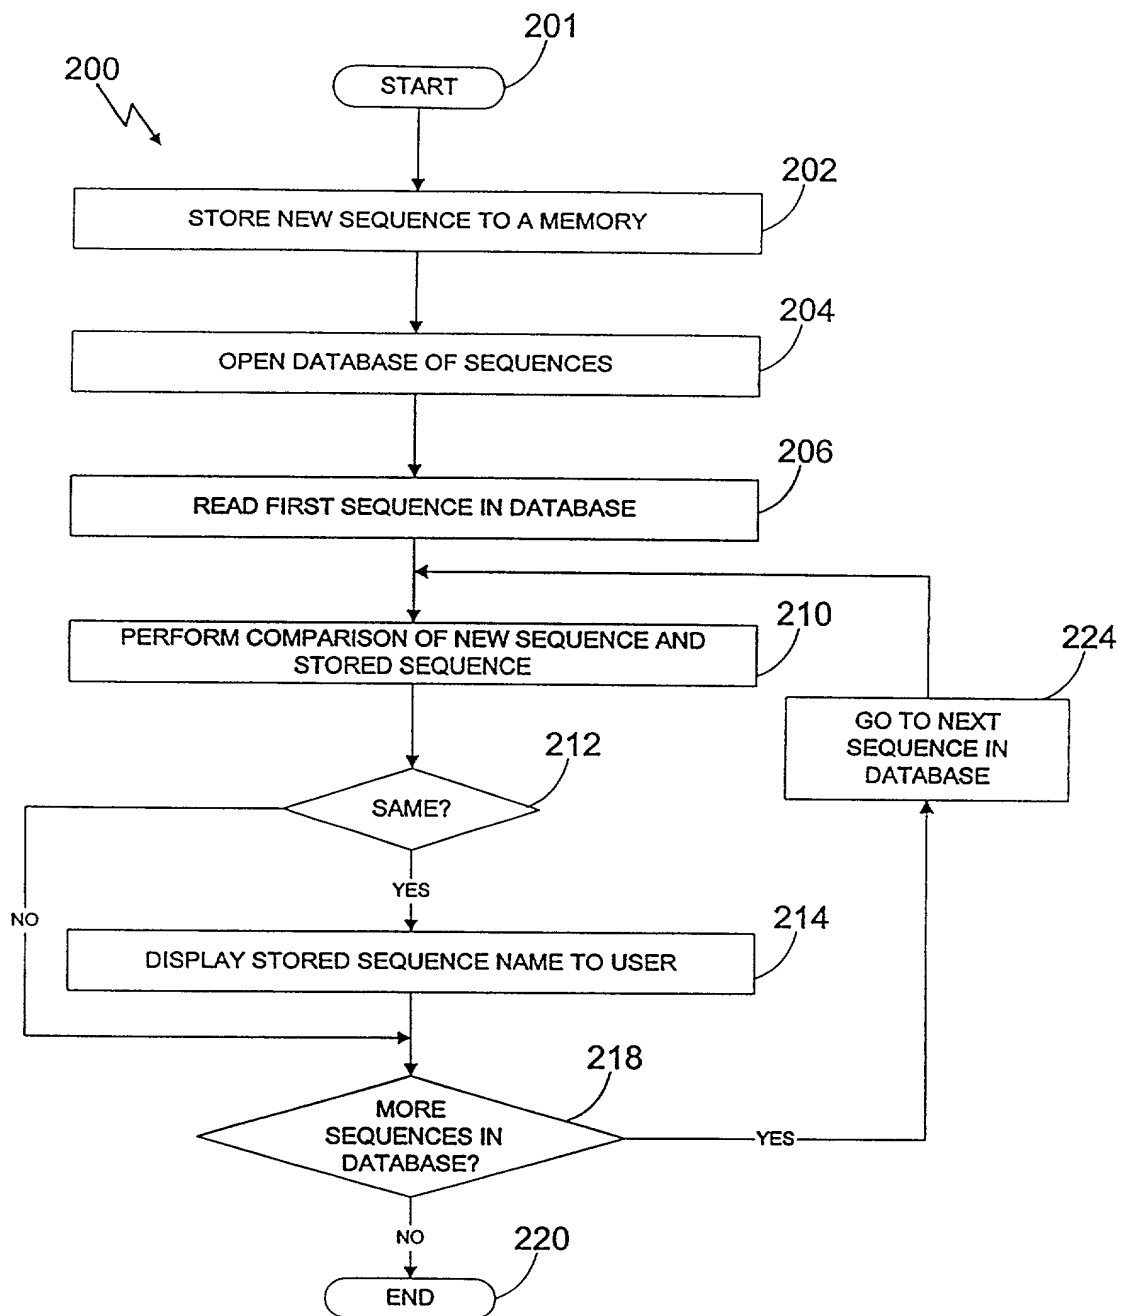 201
200
START
202
STORE NEW SEQUENCE TO A MEMORY
204
OPEN DATABASE OF SEQUENCES
206
READ FIRST SEQUENCE IN DATABASE
210
PERFORM COMPARISON OF NEW SEQUENCE AND
STORED SEQUENCE
224
GO TO NEXT
SEQUENCE IN
DATABASE
212
SAME?
YES
NO
214
DISPLAY STORED SEQUENCE NAME TO USER
218
MORE
SEQUENCES IN
DATABASE?
YES
NO
220
END